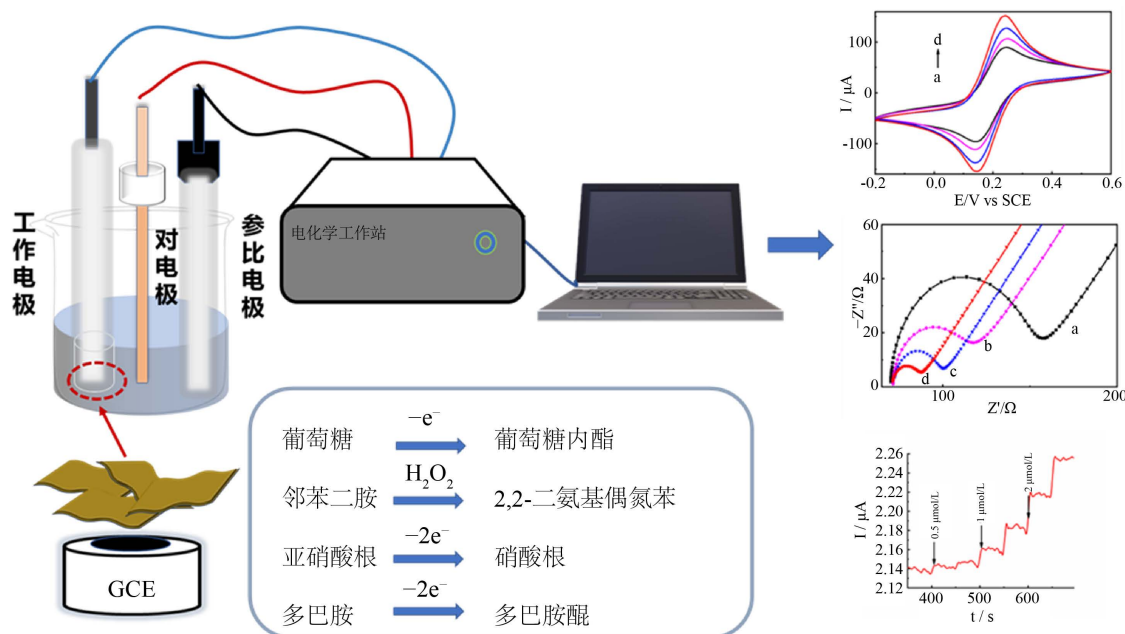 工作电极
对电极
参比电极
电化学工作站
GCE
葡萄糖 −e⁻ 葡萄糖内酯
邻苯二胺 H₂O₂ 2,2-二氨基偶氮苯
亚硝酸根 −2e⁻ 硝酸根
多巴胺 −2e⁻ 多巴胺醌
I / μA
100
0
-100
d
a
-0.2 0.0 0.2 0.4 0.6
E/V vs SCE
−Z''/Ω
60
40
20
0
a
b
c
d
100 200
Z'/Ω
I / μA
2.26
2.22
2.20
2.16
2.14
2.12
0.5 μmol/L
1 μmol/L
2 μmol/L
400 500 600
t / s